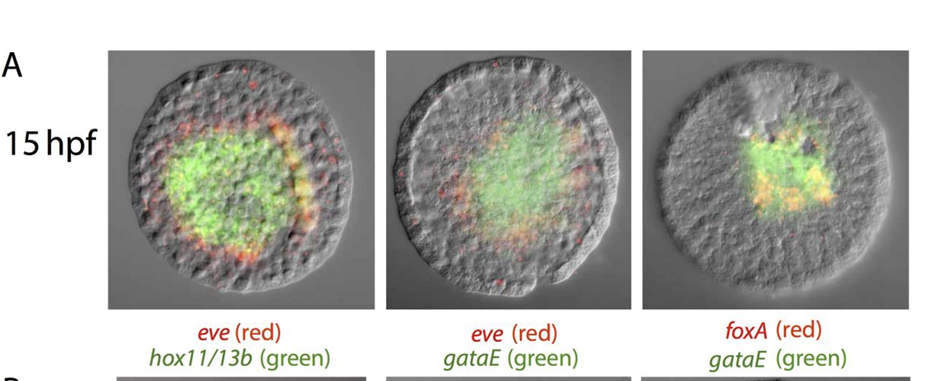 A
15 hpf
eve (red)
hox11/13b (green)
eve (red)
gataE (green)
foxA (red)
gataE (green)